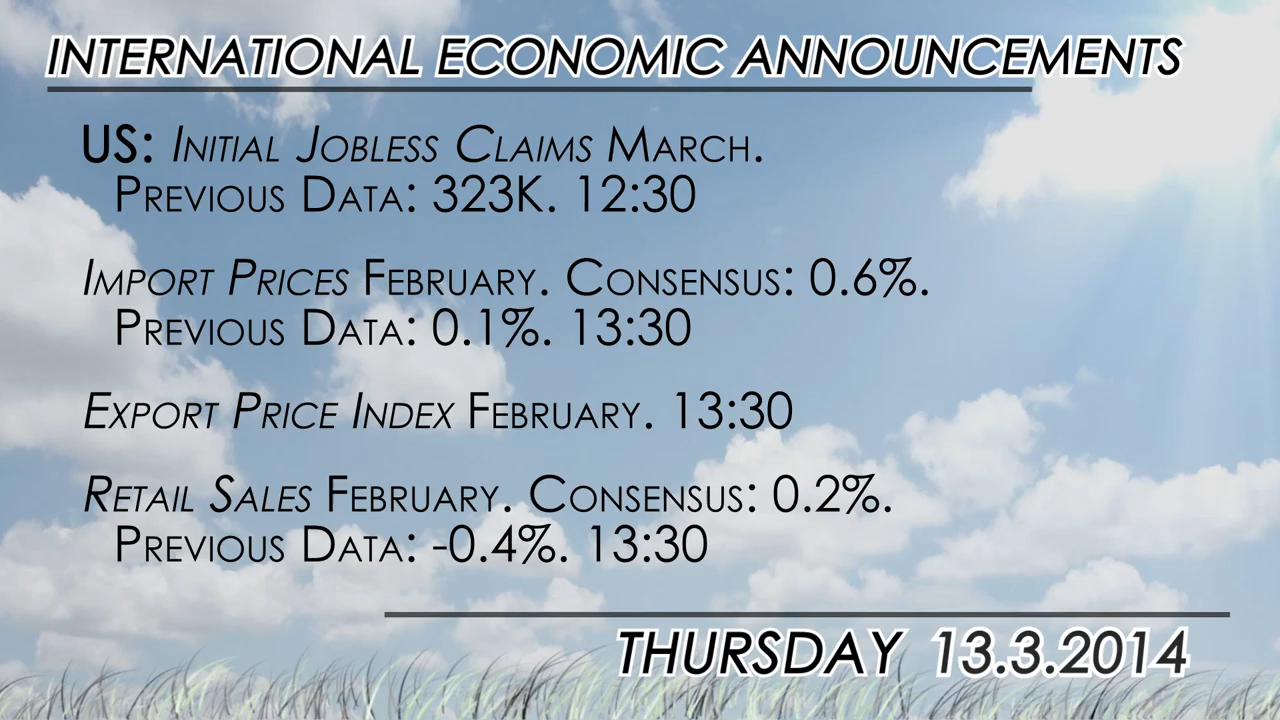 INTERNATIONAL ECONOMIC ANNOUNCEMENTS
US: INITIAL JOBLESS CLAIMS MARCH.
PREVIOUS DATA: 323K. 12:30
IMPORT PRICES FEBRUARY. CONSENSUS: 0.6%.
PREVIOUS DATA: 0.1%. 13:30
EXPORT PRICE INDEX FEBRUARY. 13:30
RETAIL SALES FEBRUARY. CONSENSUS: 0.2%.
PREVIOUS DATA: -0.4%. 13:30
THURSDAY 13.3.2014